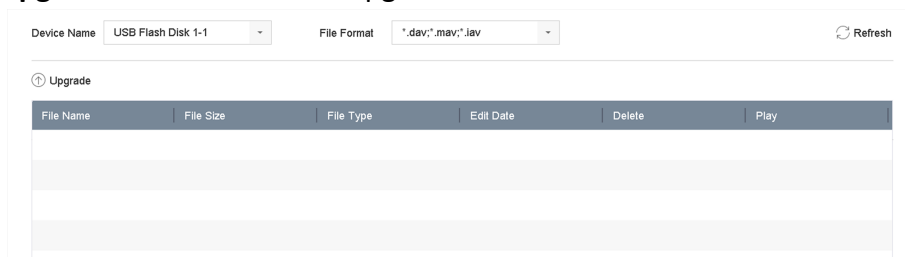 Device Name USB Flash Disk 1-1 File Format *.dav;*.mav;*.iav Refresh
Upgrade
File Name File Size File Type Edit Date Delete Play